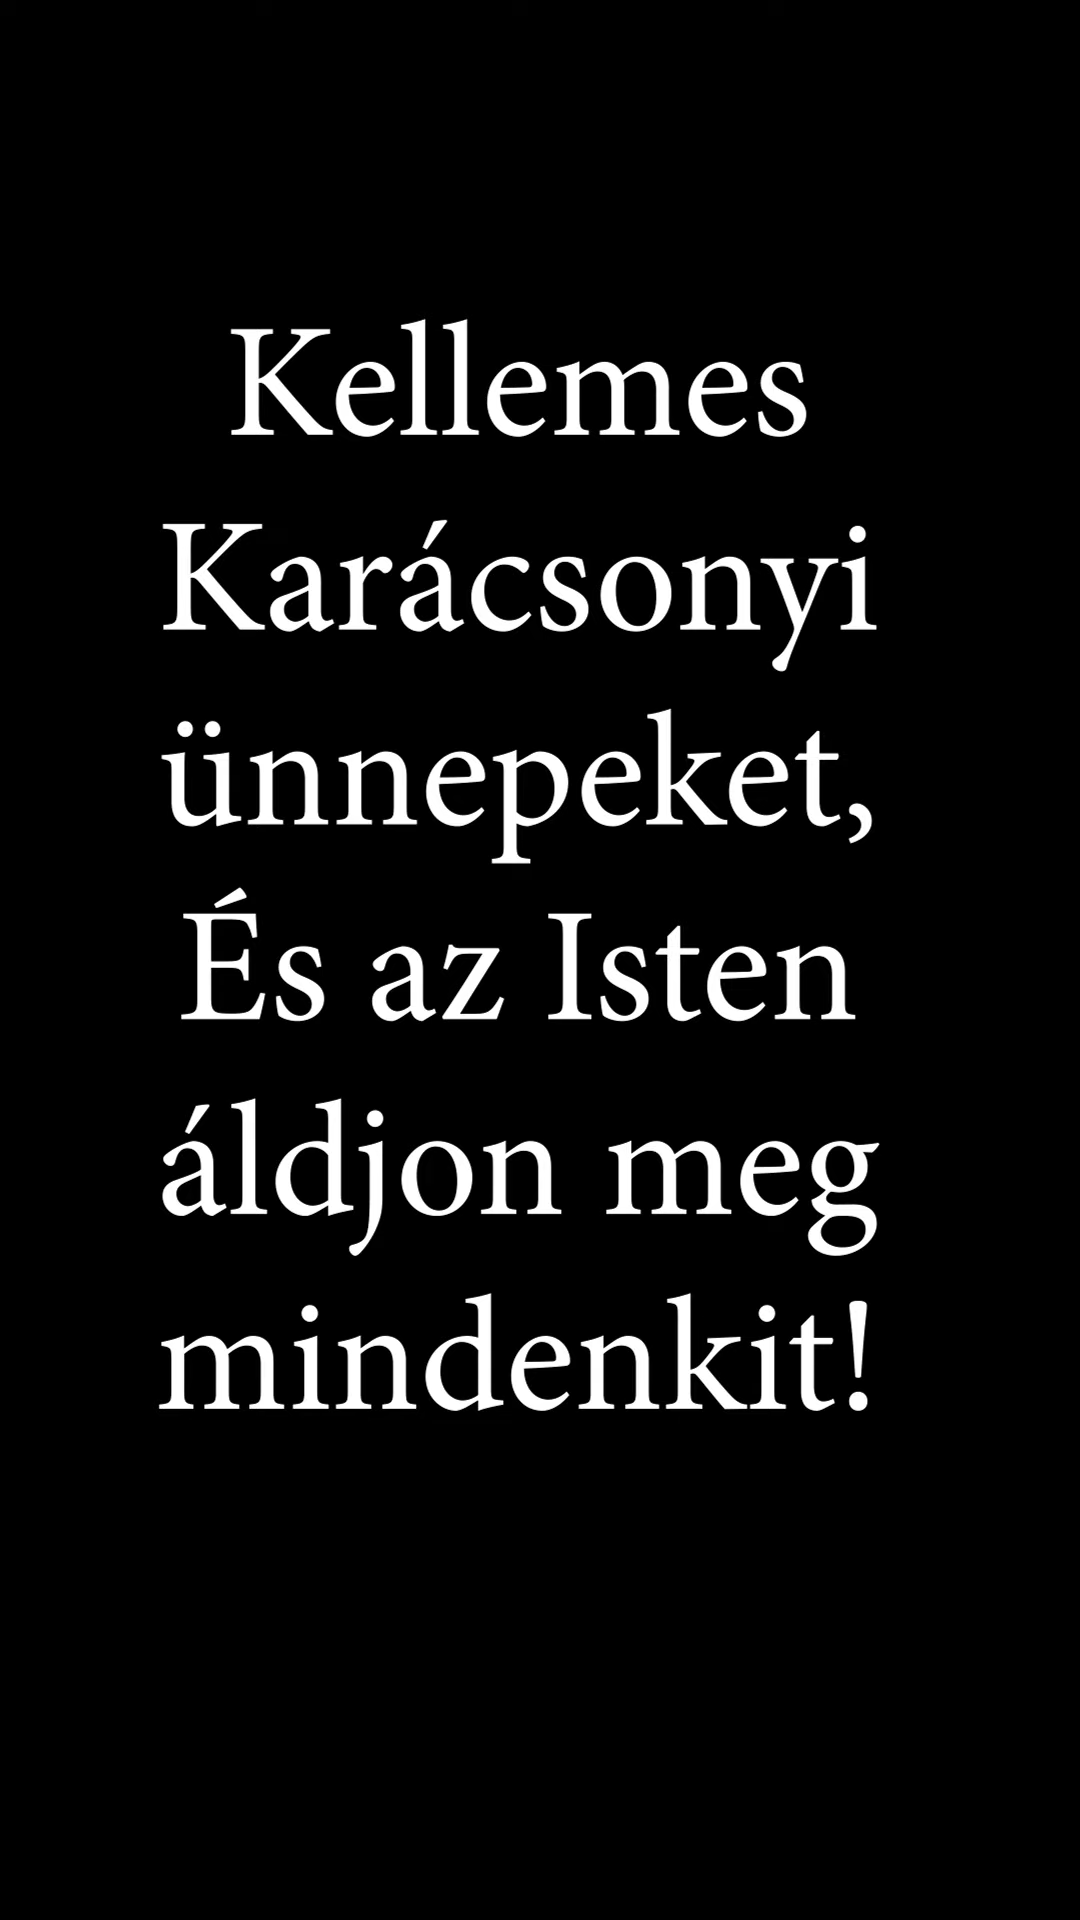 Kellemes
Karácsonyi
ünnepeket,
És az Isten
áldjon meg
mindenkit!